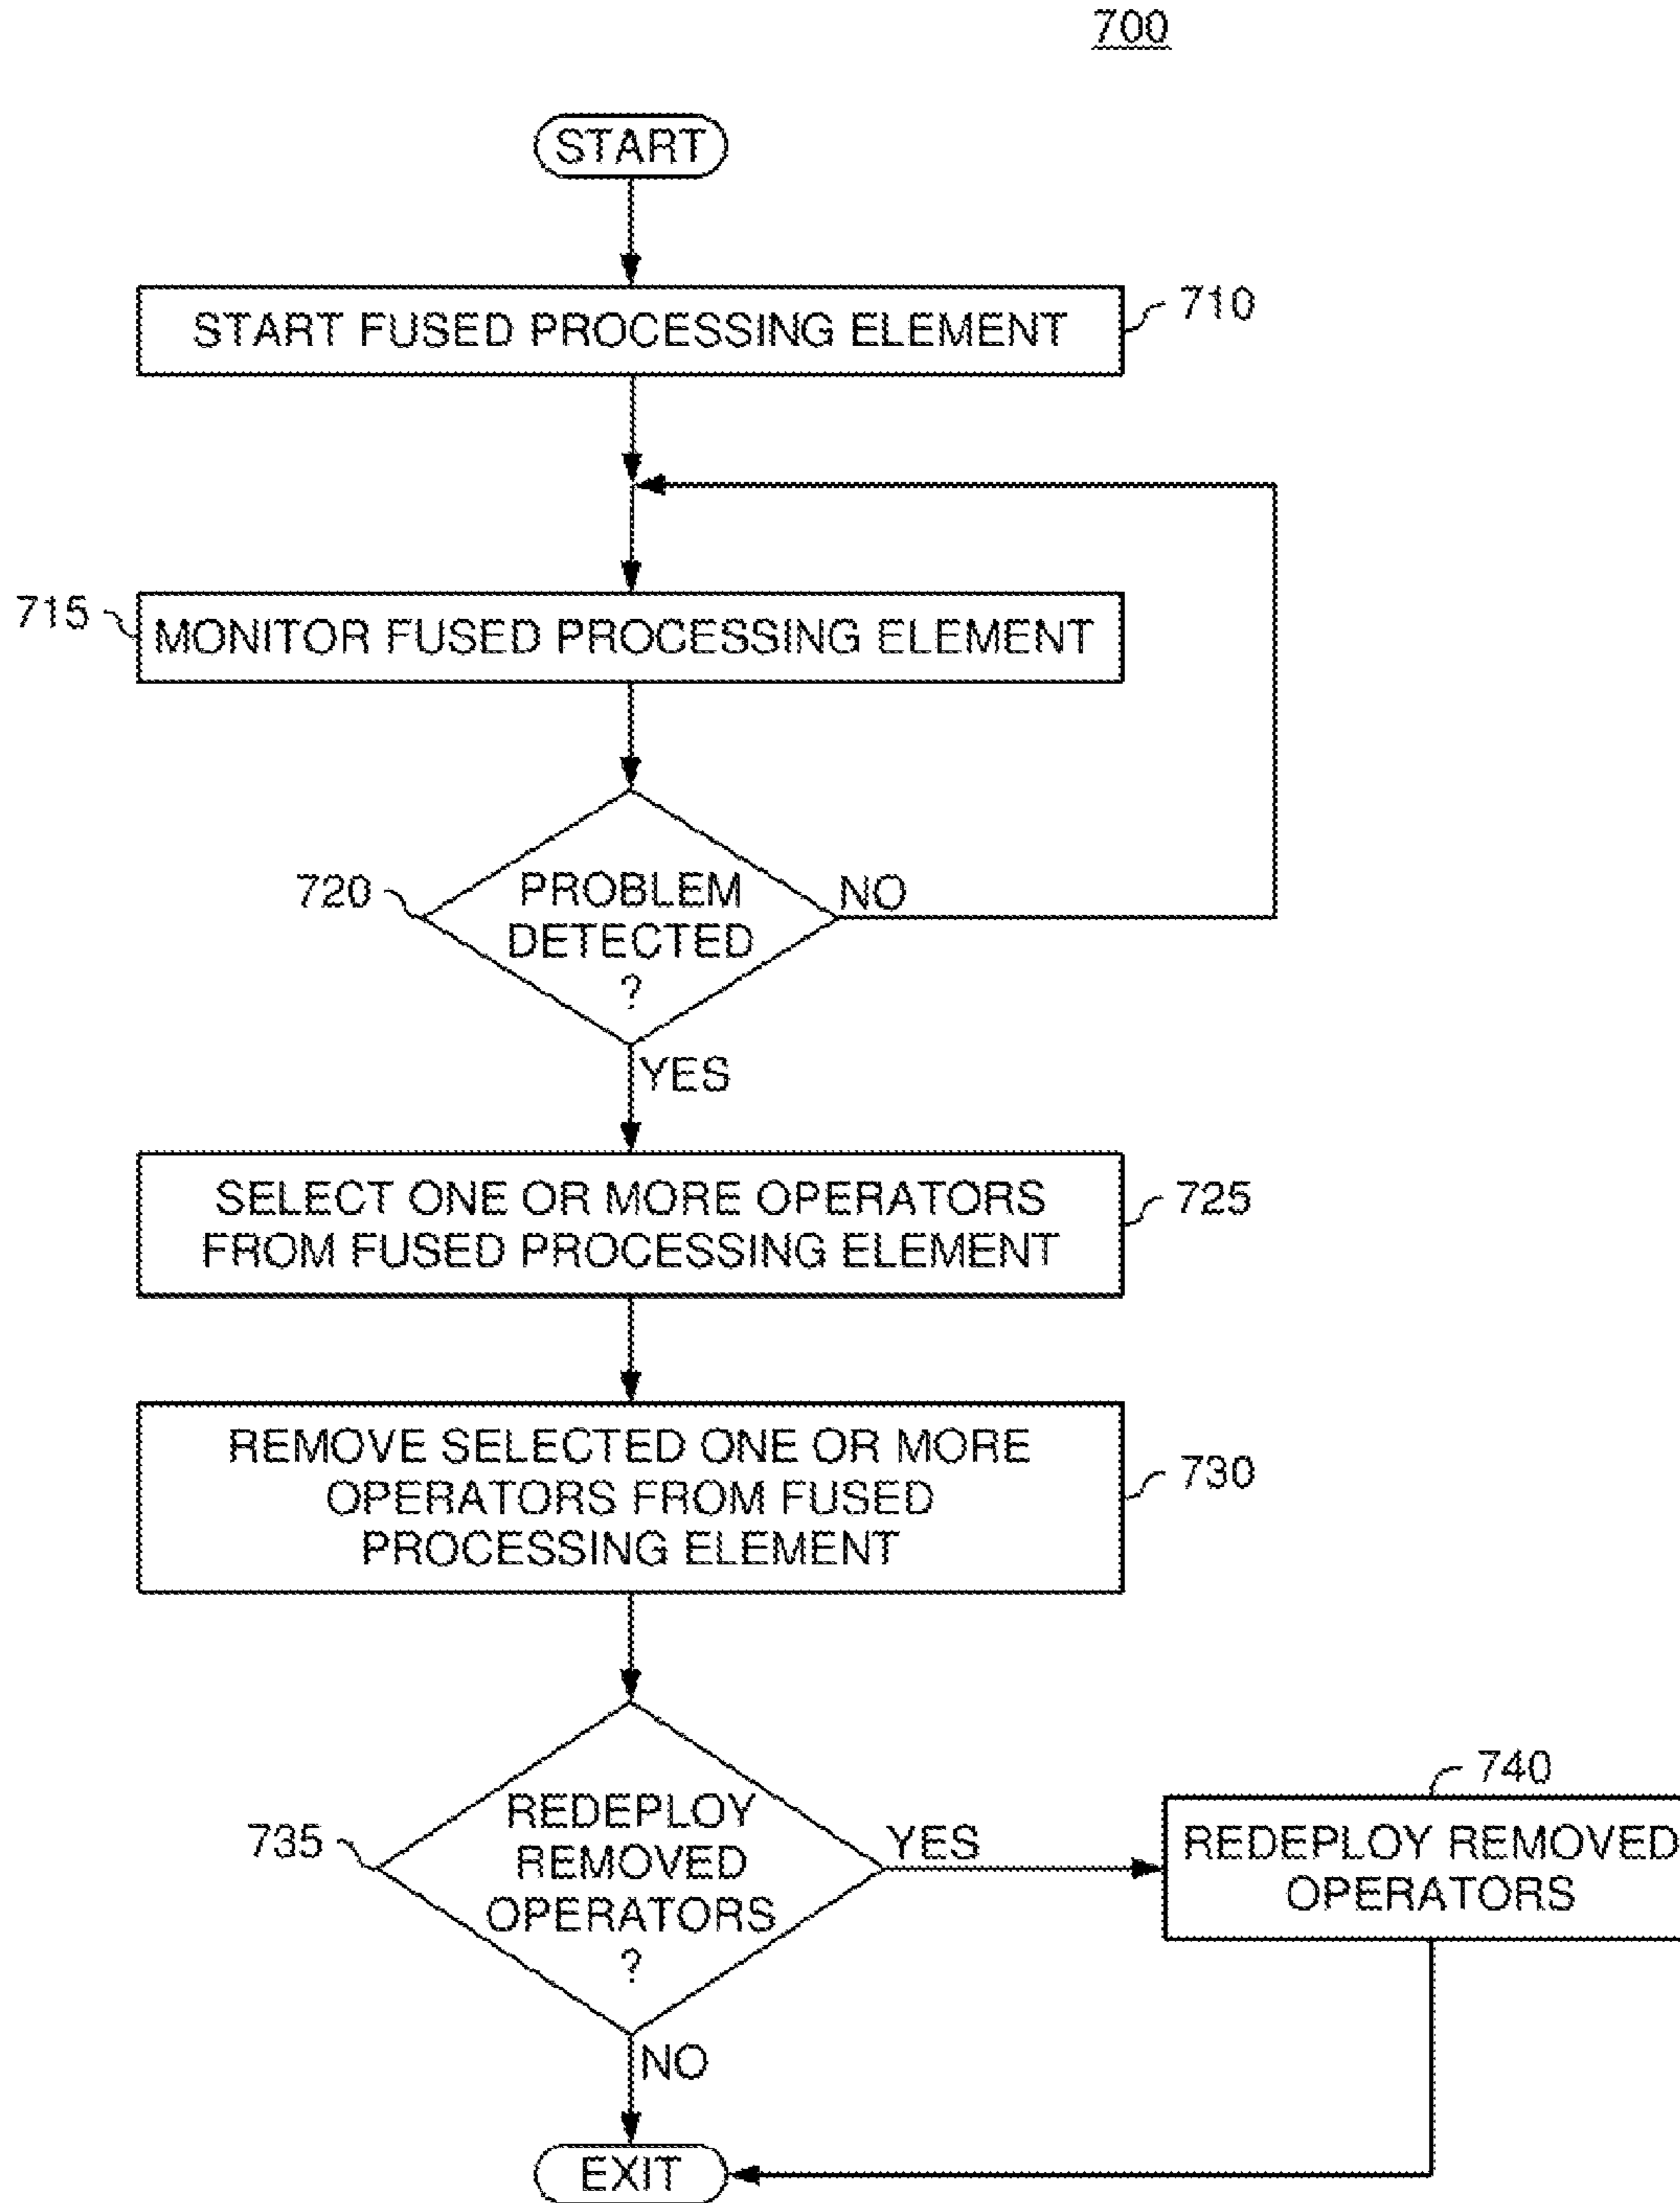 700
START
START FUSED PROCESSING ELEMENT
710
715
MONITOR FUSED PROCESSING ELEMENT
720
PROBLEM
DETECTED
?
NO
YES
SELECT ONE OR MORE OPERATORS
FROM FUSED PROCESSING ELEMENT
725
REMOVE SELECTED ONE OR MORE
OPERATORS FROM FUSED
PROCESSING ELEMENT
730
735
REDEPLOY
REMOVED
OPERATORS
?
YES
740
REDEPLOY REMOVED
OPERATORS
NO
EXIT